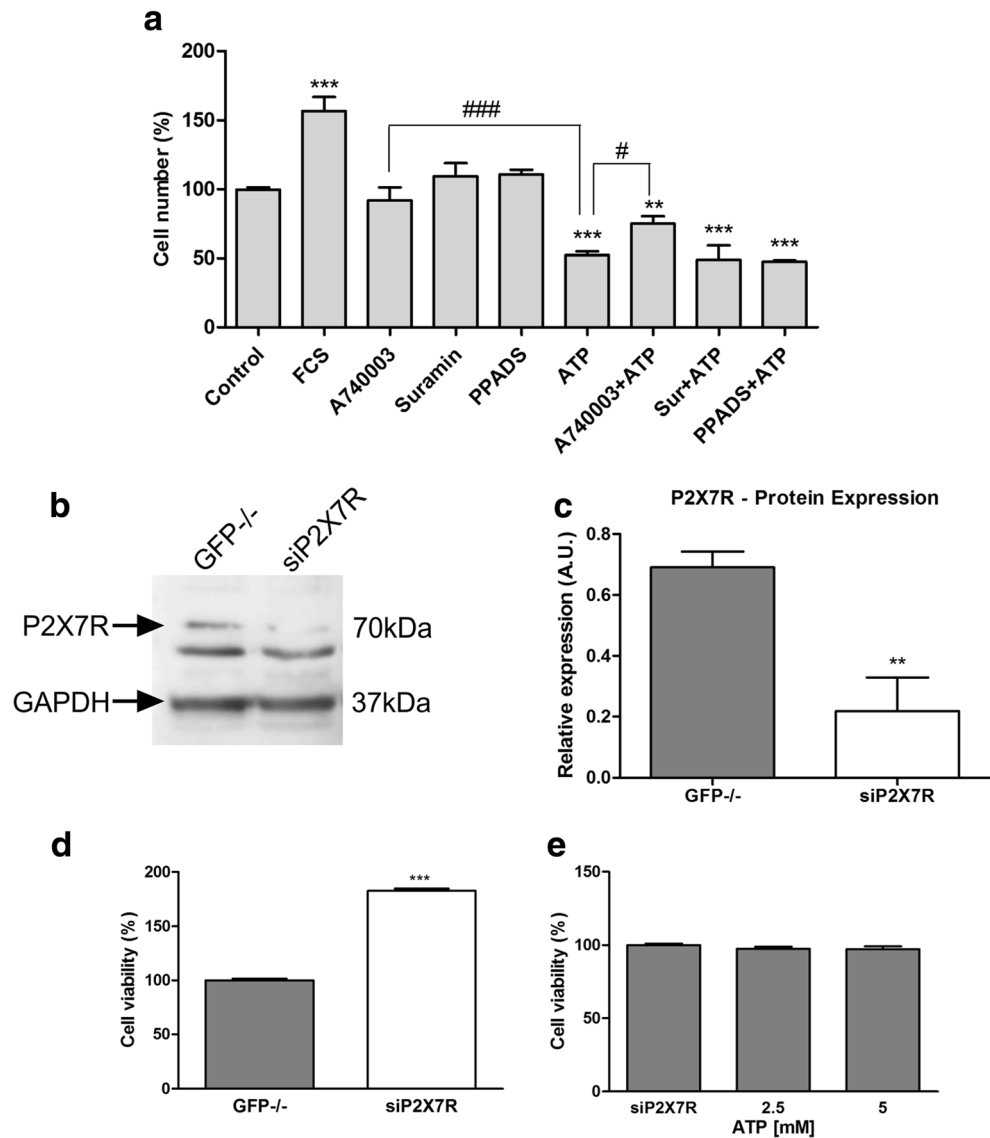 a
Cell number (%)
200
150
100
50
0
***
###
#
***
**
***
***
Control
FCS
A740003
Suramin
PPADS
ATP
A740003+ATP
Sur+ATP
PPADS+ATP
b
GFP-/-
siP2X7R
P2X7R
70kDa
GAPDH
37kDa
c
P2X7R - Protein Expression
Relative expression (A.U.)
0.8
0.6
0.4
0.2
0.0
**
GFP-/-
siP2X7R
d
Cell viability (%)
200
150
100
50
0
***
GFP-/-
siP2X7R
e
Cell viability (%)
150
100
50
0
siP2X7R
2.5
5
ATP [mM]